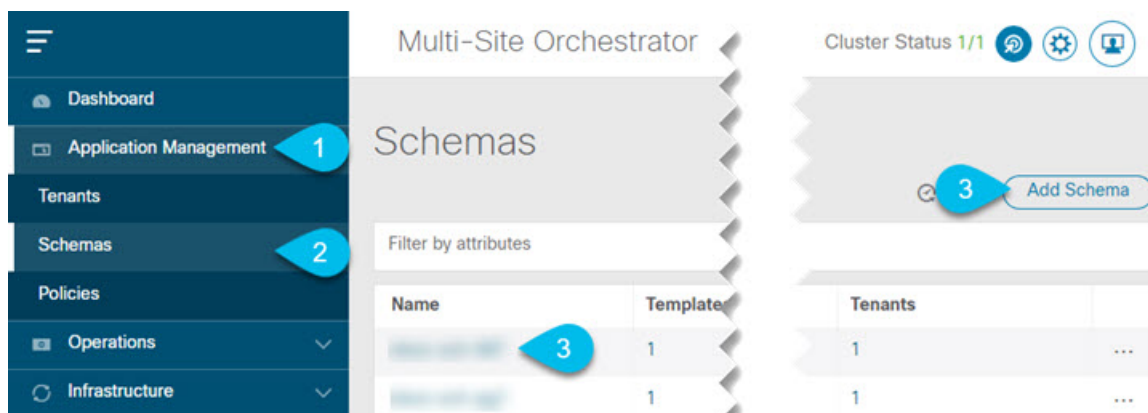 Multi-Site Orchestrator
Cluster Status 1/1
Dashboard
Application Management
1
Tenants
Schemas
2
Policies
Operations
Infrastructure
Schemas
3
Add Schema
Filter by attributes
Name
Tenants
3
1
1
...
1
1
...